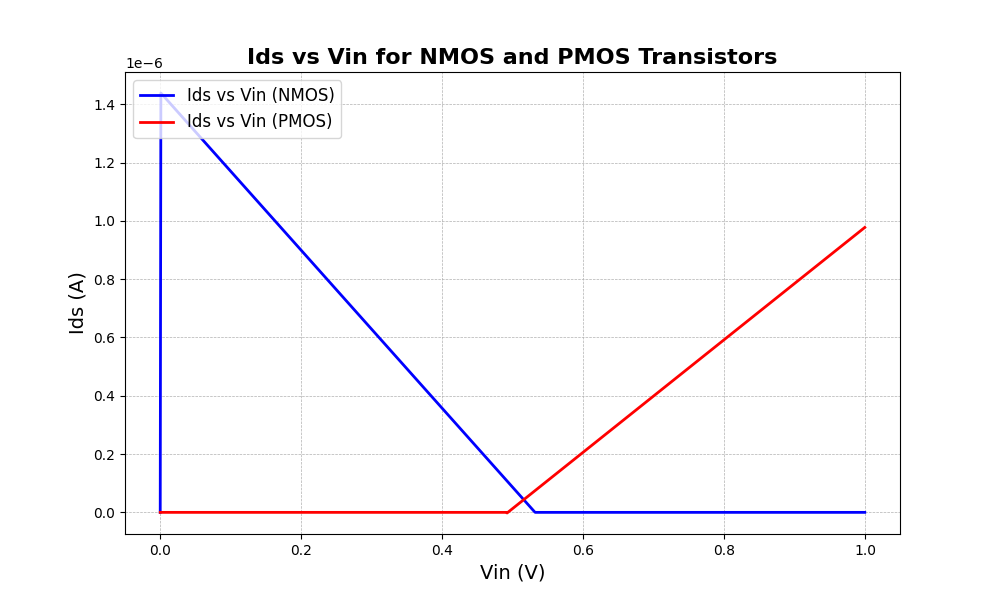 Ids vs Vin for NMOS and PMOS Transistors
1e−6
Ids vs Vin (NMOS)
Ids vs Vin (PMOS)
1.4
1.2
1.0
0.8
0.6
0.4
0.2
0.0
Ids (A)
0.0 0.2 0.4 0.6 0.8 1.0
Vin (V)